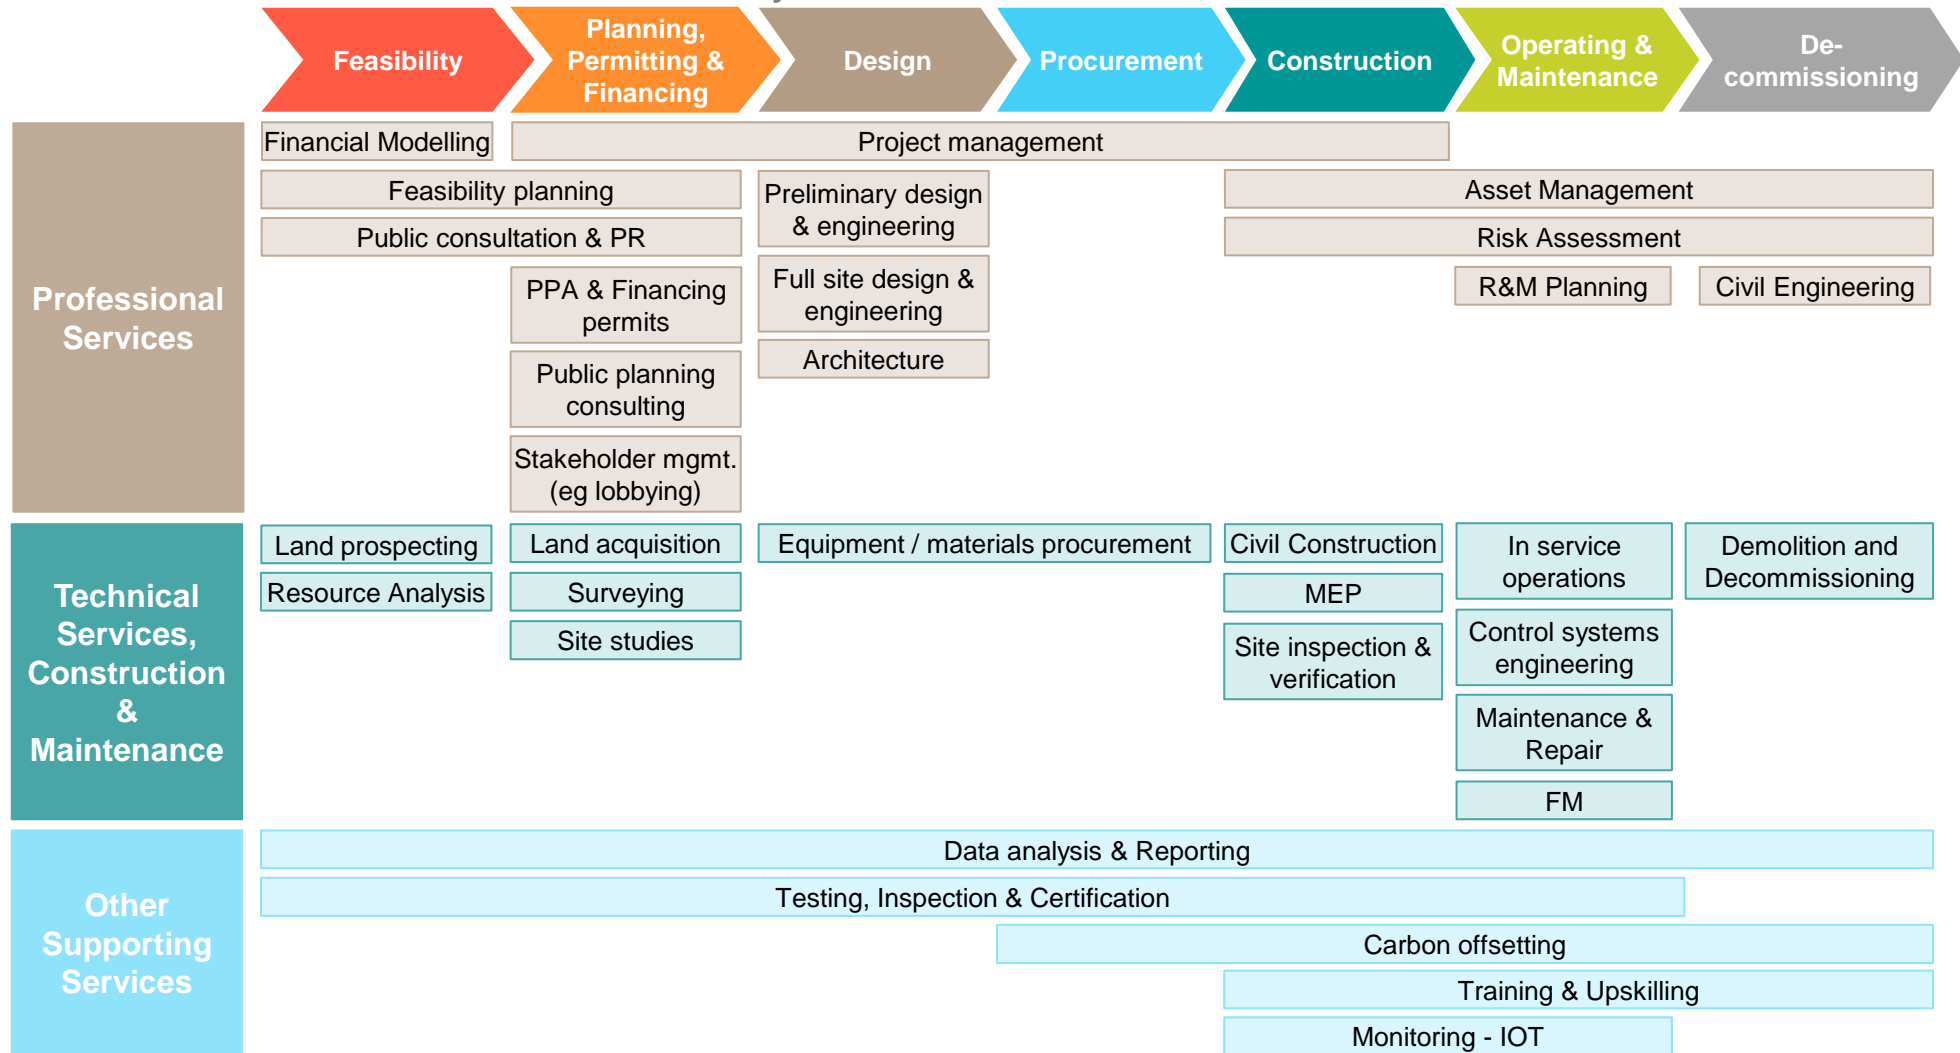 Feasibility
Planning,
Permitting &
Financing
Design
Procurement
Construction
Operating &
Maintenance
De-
commissioning
Professional
Services
Financial Modelling
Project management
Feasibility planning
Preliminary design
& engineering
Asset Management
Public consultation & PR
Risk Assessment
PPA & Financing
permits
Full site design &
engineering
R&M Planning
Civil Engineering
Public planning
consulting
Architecture
Stakeholder mgmt.
(eg lobbying)
Technical
Services,
Construction
&
Maintenance
Land prospecting
Land acquisition
Equipment / materials procurement
Civil Construction
In service
operations
Demolition and
Decommissioning
Resource Analysis
Surveying
MEP
Site studies
Site inspection &
verification
Control systems
engineering
Maintenance &
Repair
FM
Other
Supporting
Services
Data analysis & Reporting
Testing, Inspection & Certification
Carbon offsetting
Training & Upskilling
Monitoring - IOT